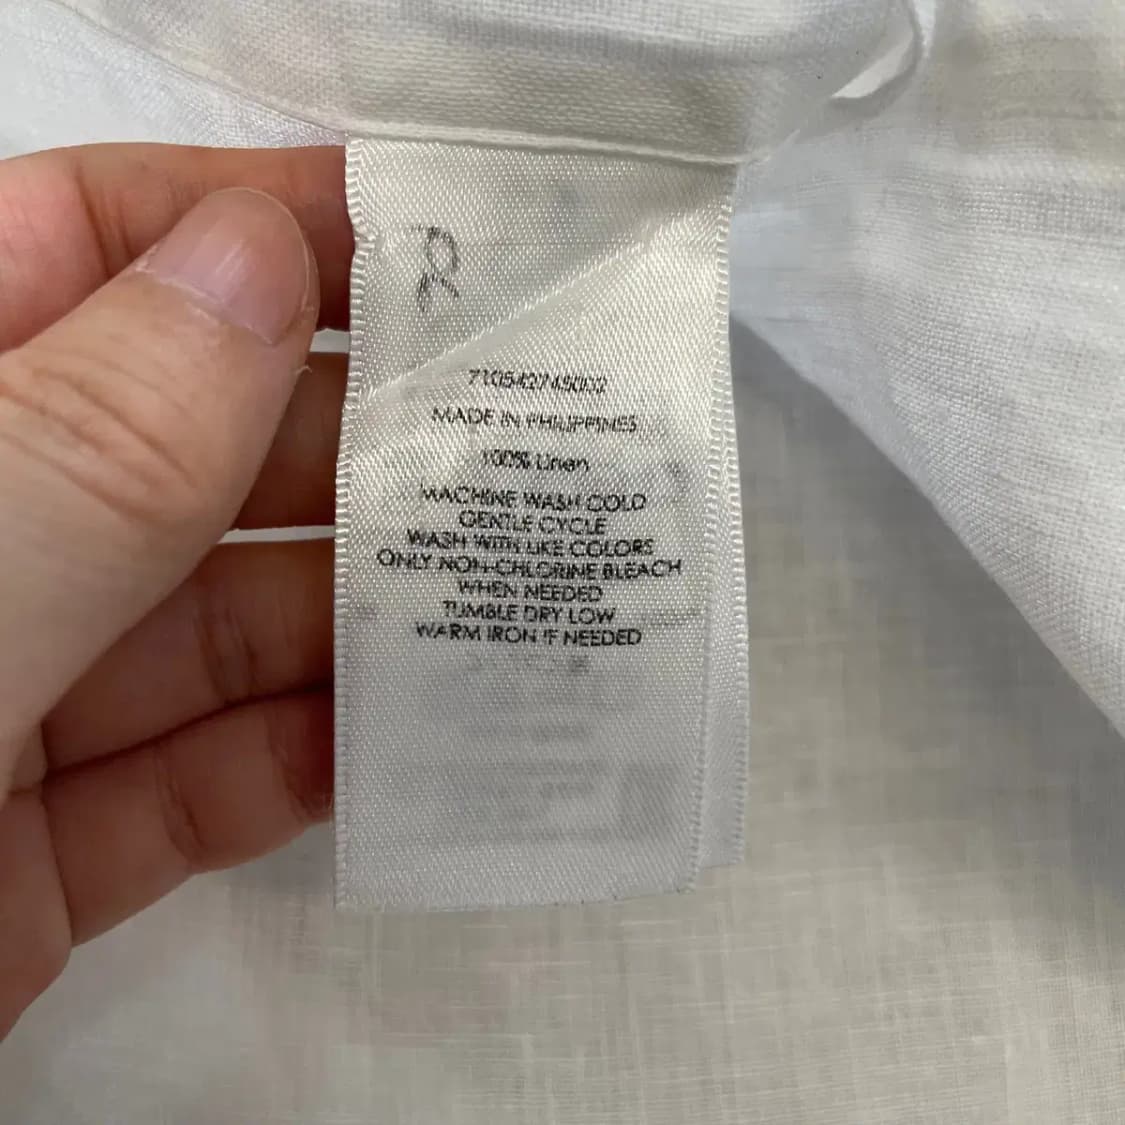 710542745002
MADE IN PHILIPPINES
100% Linen
MACHINE WASH COLD
GENTLE CYCLE
WASH WITH LIKE COLORS
ONLY NON-CHLORINE BLEACH
WHEN NEEDED
TUMBLE DRY LOW
WARM IRON IF NEEDED